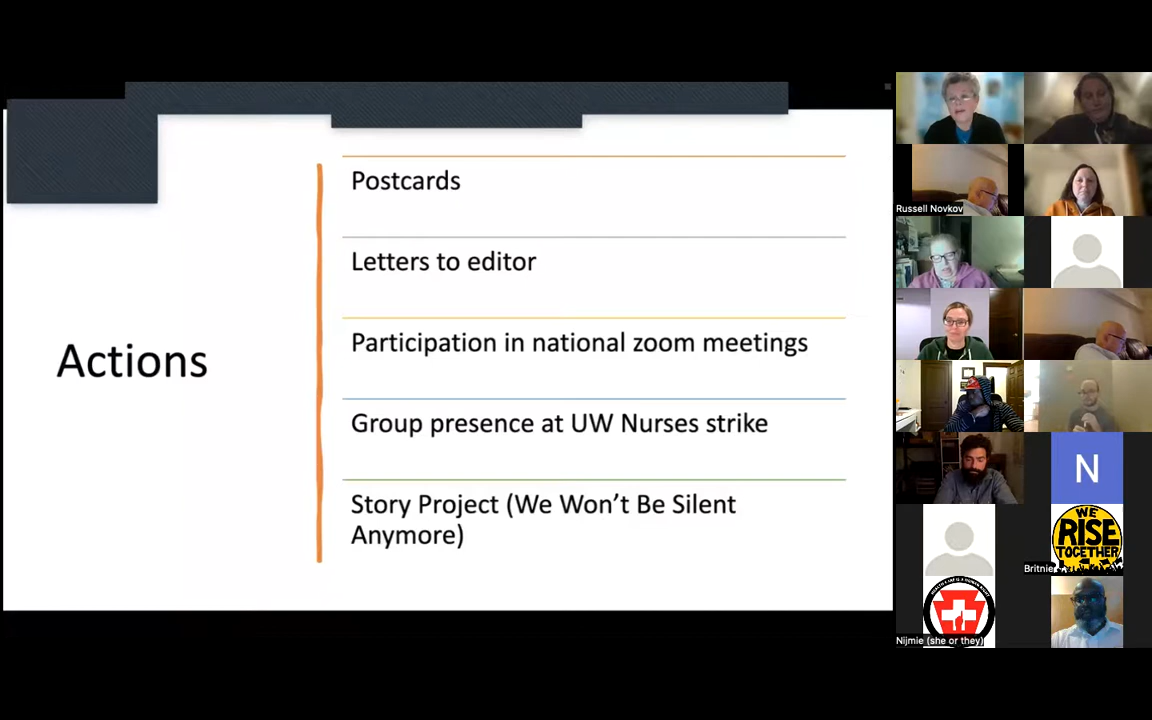 Actions
Postcards
Letters to editor
Participation in national zoom meetings
Group presence at UW Nurses strike
Story Project (We Won't Be Silent
Anymore)
Russell Novkov
N
WE
RISE
TOGETHER
Britnie
Nijmie (she or they)